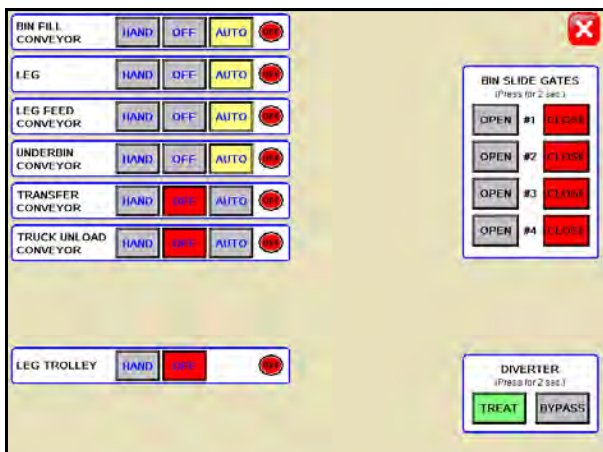 BIN FILL
CONVEYOR HAND OFF AUTO OFF
LEG HAND OFF AUTO OFF
LEG FEED
CONVEYOR HAND OFF AUTO OFF
UNDERBIN
CONVEYOR HAND OFF AUTO OFF
TRANSFER
CONVEYOR HAND OFF AUTO OFF
TRUCK UNLOAD
CONVEYOR HAND OFF AUTO OFF
LEG TROLLEY HAND OFF OFF
BIN SLIDE GATES
(Press for 2 sec.)
OPEN #1 CLOSE
OPEN #2 CLOSE
OPEN #3 CLOSE
OPEN #4 CLOSE
DIVERTER
(Press for 2 sec.)
TREAT BYPASS